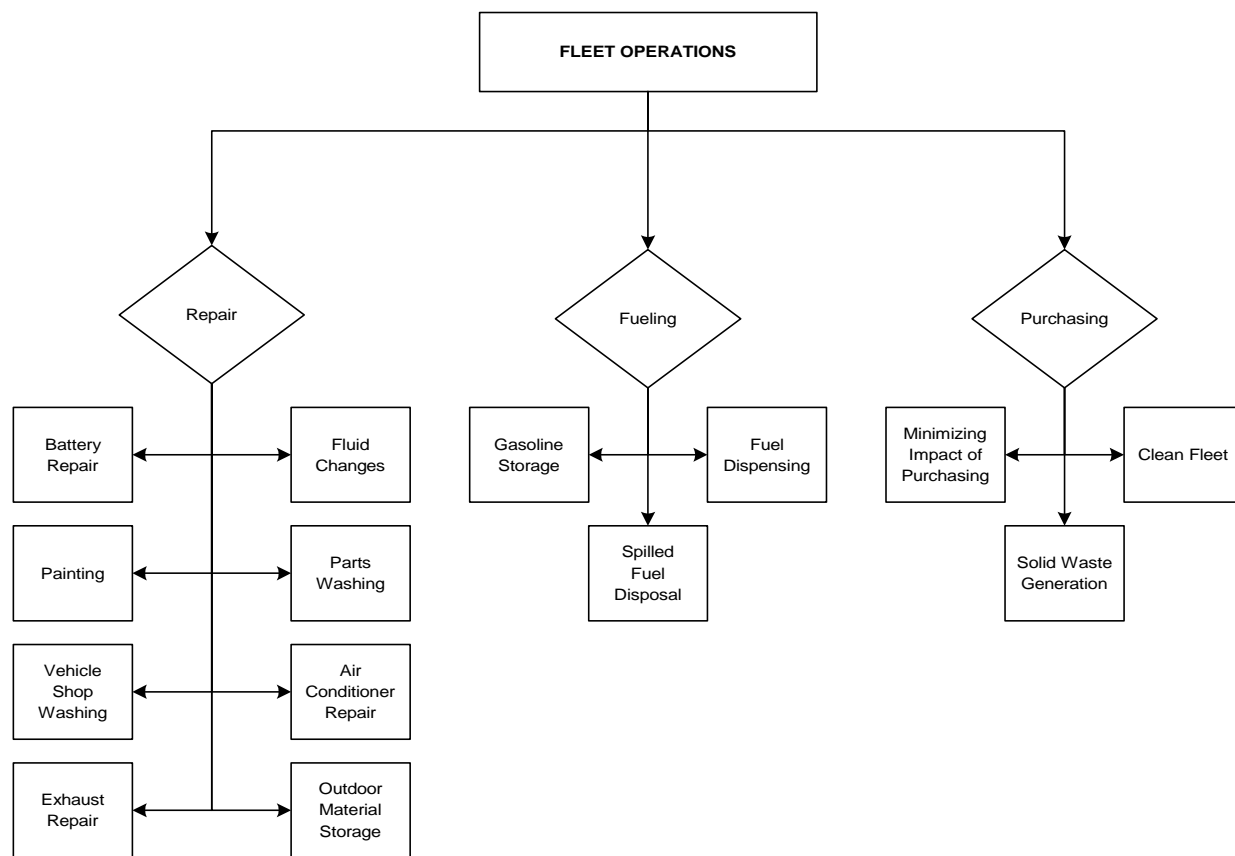 FLEET OPERATIONS
Repair
Fueling
Purchasing
Battery
Repair
Fluid
Changes
Gasoline
Storage
Fuel
Dispensing
Minimizing
Impact of
Purchasing
Clean Fleet
Painting
Parts
Washing
Spilled
Fuel
Disposal
Solid Waste
Generation
Vehicle
Shop
Washing
Air
Conditioner
Repair
Exhaust
Repair
Outdoor
Material
Storage